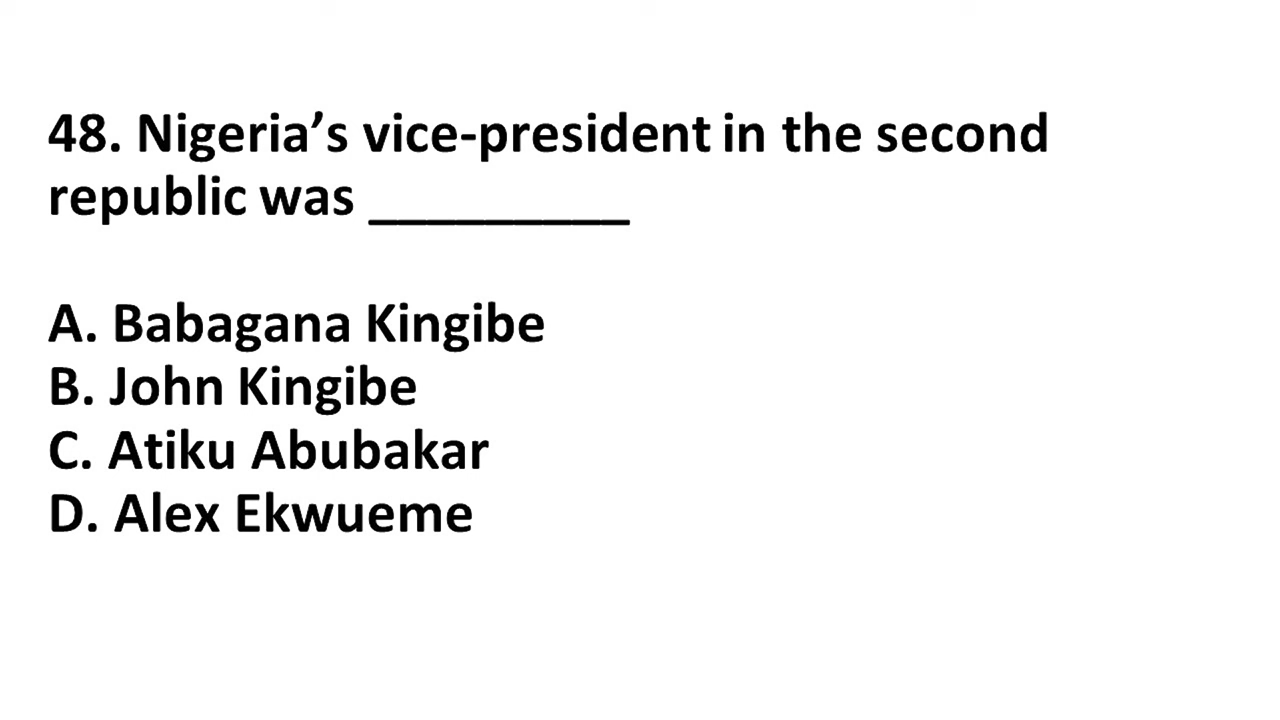 48. Nigeria’s vice-president in the second
republic was _________
A. Babagana Kingibe
B. John Kingibe
C. Atiku Abubakar
D. Alex Ekwueme